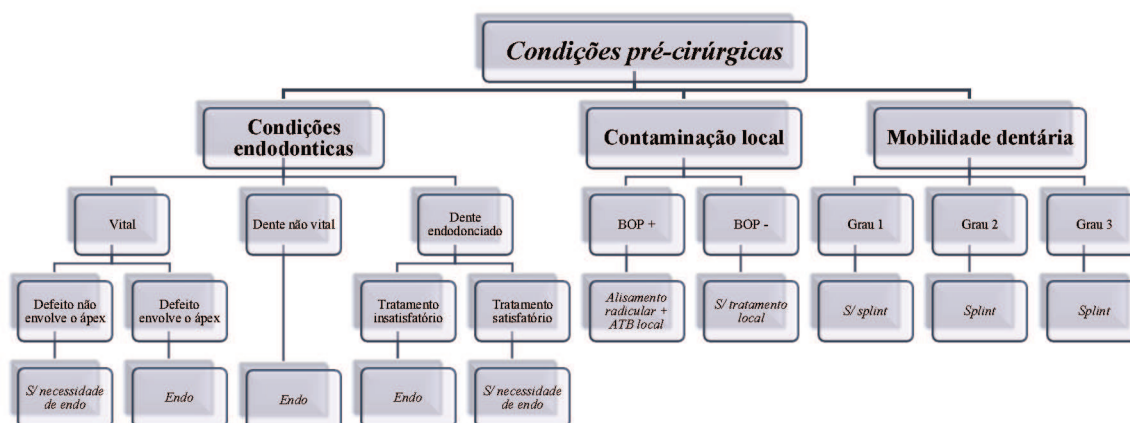 Condições pré-cirúrgicas
Condições
endodonticas
Contaminação local
Mobilidade dentária
Vital
Dente não vital
Dente
endodonciado
BOP +
BOP -
Grau 1
Grau 2
Grau 3
Defeito não
envolve o ápex
Defeito
envolve o ápex
Tratamento
insatisfatório
Tratamento
satisfatório
Alisamento
radicular +
ATB local
S/ tratamento
local
S/ splint
Splint
Splint
S/ necessidade
de endo
Endo
Endo
Endo
S/ necessidade
de endo